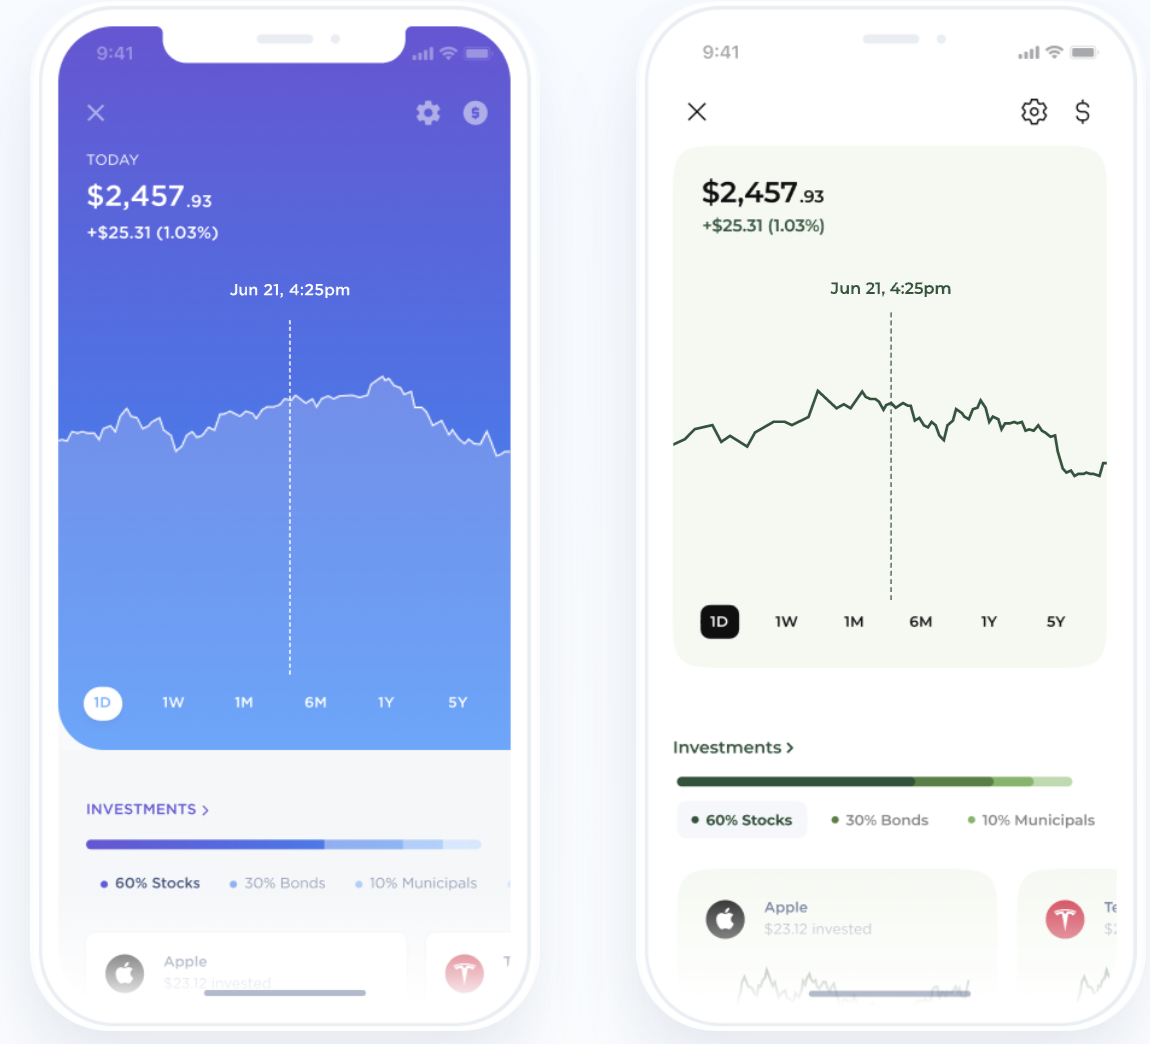 9:41
TODAY
$2,457.93
+$25.31 (1.03%)
Jun 21, 4:25pm
1D 1W 1M 6M 1Y 5Y
INVESTMENTS >
60% Stocks 30% Bonds 10% Municipals
Apple
$23.12 invested
T
9:41
$
$2,457.93
+$25.31 (1.03%)
Jun 21, 4:25pm
1D 1W 1M 6M 1Y 5Y
Investments >
60% Stocks 30% Bonds 10% Municipals
Apple Te
$23.12 invested $2